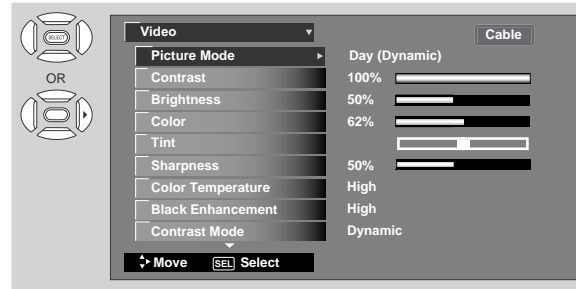 SELECT
OR
Video
Cable
Picture Mode Day (Dynamic)
Contrast 100%
Brightness 50%
Color 62%
Tint
Sharpness 50%
Color Temperature High
Black Enhancement High
Contrast Mode Dynamic
Move SEL Select